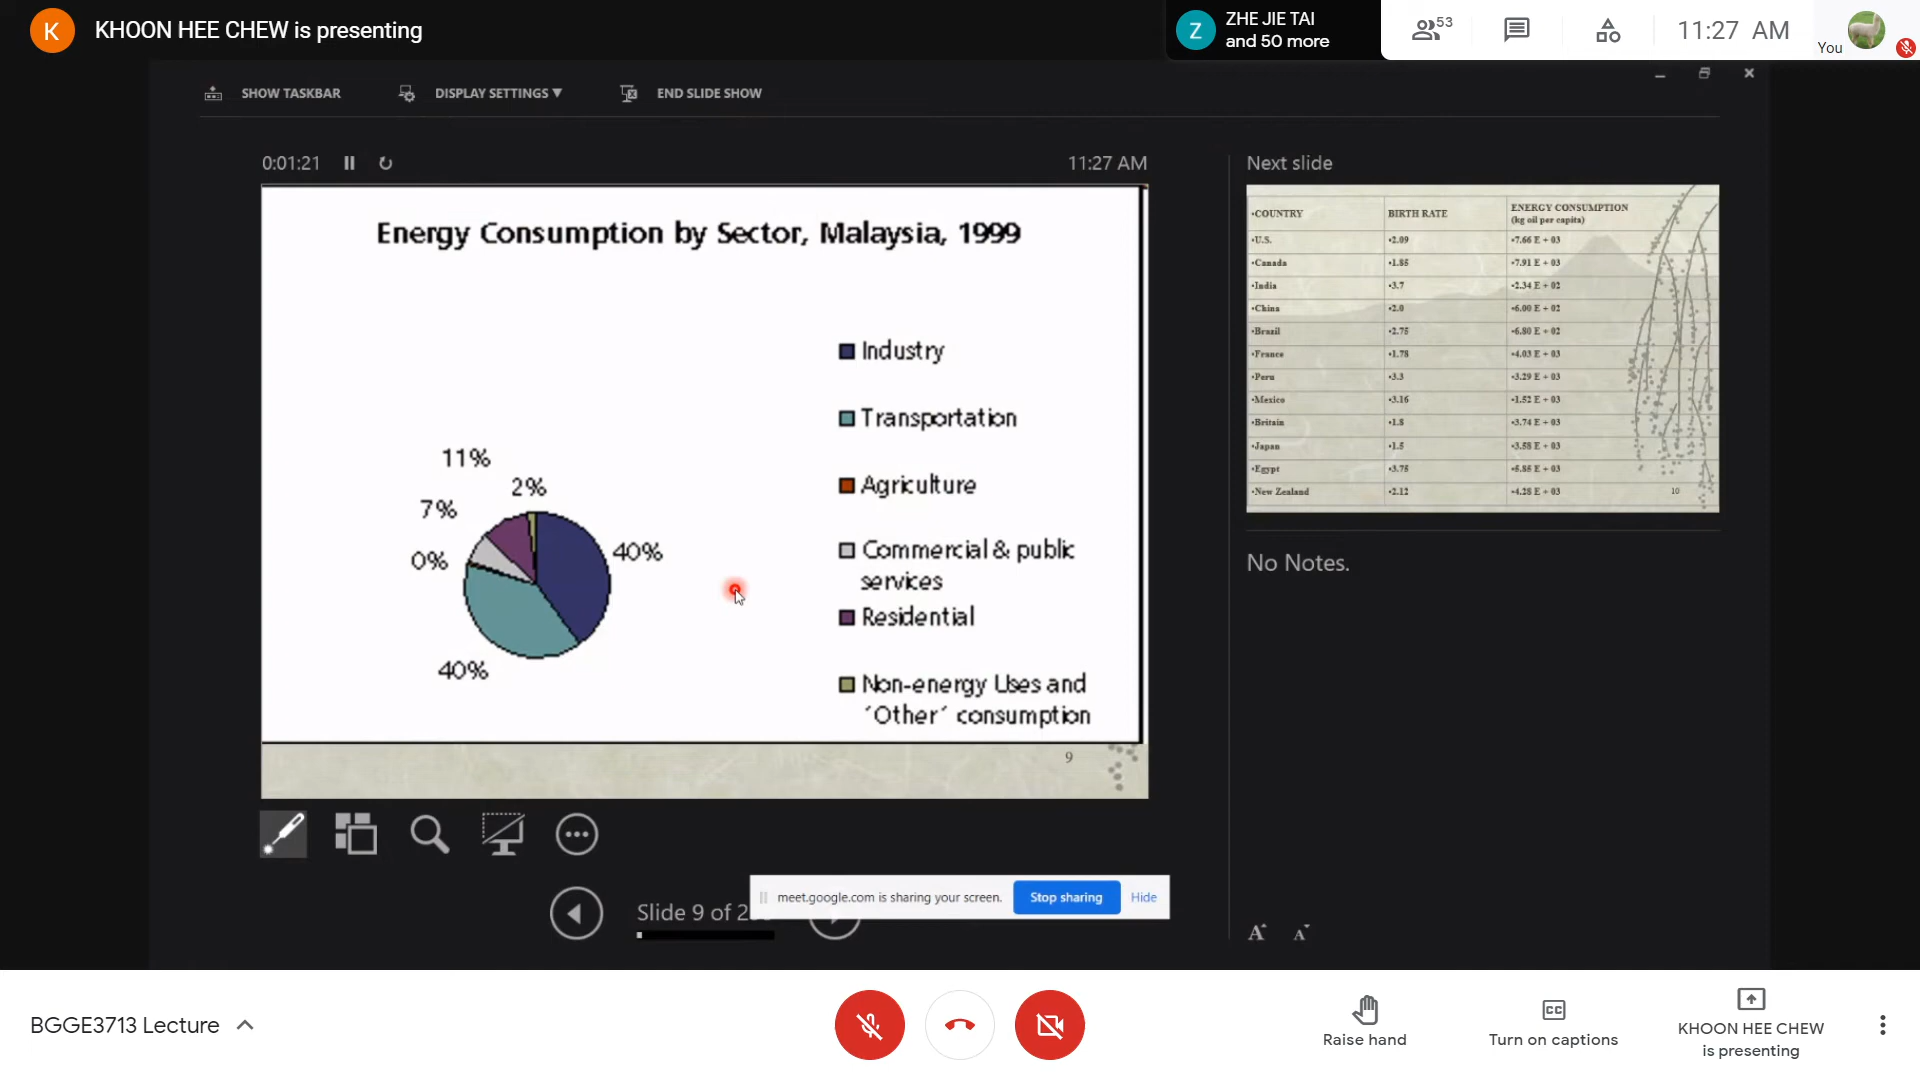 K
KHOON HEE CHEW is presenting
Z
ZHE JIE TAI
and 50 more
53
11:27 AM
You
SHOW TASKBAR
DISPLAY SETTINGS ▼
END SLIDE SHOW
0:01:21
11:27 AM
Energy Consumption by Sector, Malaysia, 1999
Industry
Transportation
Agriculture
Commercial & public
services
Residential
Non-energy Uses and
´Other´ consumption
11%
2%
7%
40%
0%
40%
9
Next slide
•COUNTRY BIRTH RATE ENERGY CONSUMPTION
(kg oil per capita)
•U.S. •2.09 •7.66 E + 03
•Canada •1.85 •7.91 E + 03
•India •3.7 •2.34 E + 02
•China •2.0 •6.00 E + 02
•Brazil •2.75 •6.80 E + 02
•France •1.78 •4.03 E + 03
•Peru •3.3 •3.29 E + 03
•Mexico •3.16 •1.52 E + 03
•Britain •1.8 •3.74 E + 03
•Japan •1.5 •3.58 E + 03
•Egypt •3.75 •5.85 E + 03
•New Zealand •2.12 •4.28 E + 03
10
No Notes.
Slide 9 of 2
meet.google.com is sharing your screen.
Stop sharing
Hide
A A
BGGE3713 Lecture
Raise hand
CC
Turn on captions
KHOON HEE CHEW
is presenting